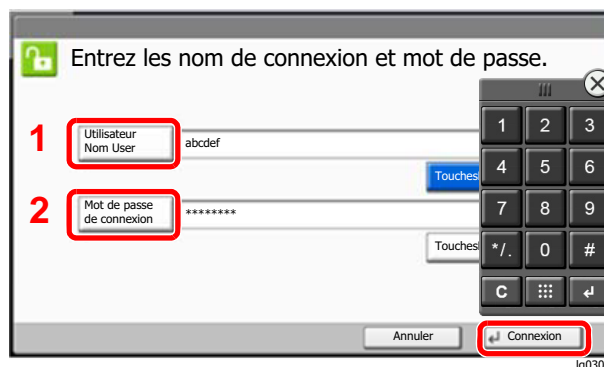 Entrez les nom de connexion et mot de passe.
1
Utilisateur
Nom User
abcdef
Touches
2
Mot de passe
de connexion
********
Touches
1 2 3
4 5 6
7 8 9
*/. 0 #
C
Annuler
Connexion